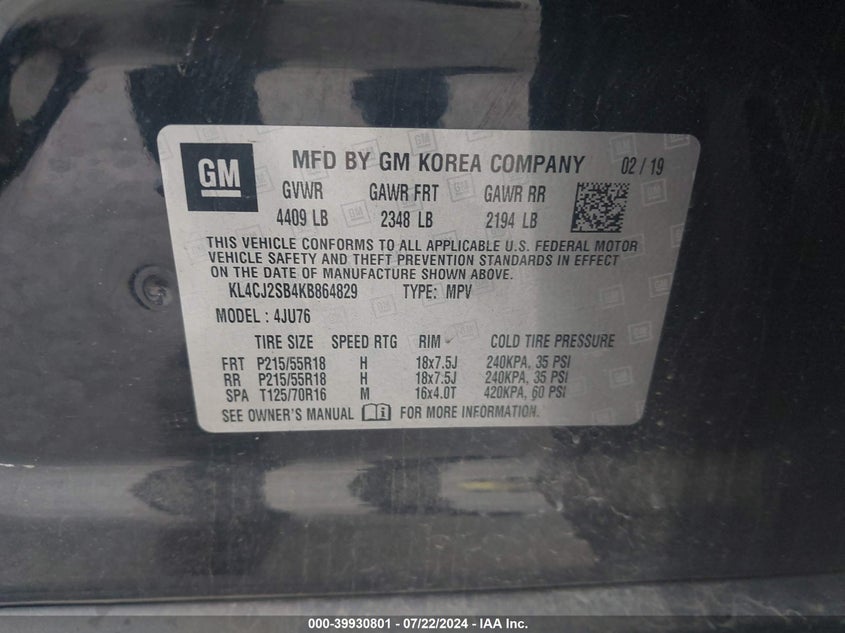 GM MFD BY GM KOREA COMPANY 02 / 19
GVWR GAWR FRT GAWR RR
4409 LB 2348 LB 2194 LB
THIS VEHICLE CONFORMS TO ALL APPLICABLE U.S. FEDERAL MOTOR
VEHICLE SAFETY AND THEFT PREVENTION STANDARDS IN EFFECT
ON THE DATE OF MANUFACTURE SHOWN ABOVE.
KL4CJ2SB4KB864829 TYPE: MPV
MODEL : 4JU76
TIRE SIZE SPEED RTG RIM COLD TIRE PRESSURE
FRT P215/55R18 H 18x7.5J 240KPA, 35 PSI
RR P215/55R18 H 18x7.5J 240KPA, 35 PSI
SPA T125/70R16 M 16x4.0T 420KPA, 60 PSI
SEE OWNER'S MANUAL FOR MORE INFORMATION.
000-39930801 - 07/22/2024 - IAA Inc.